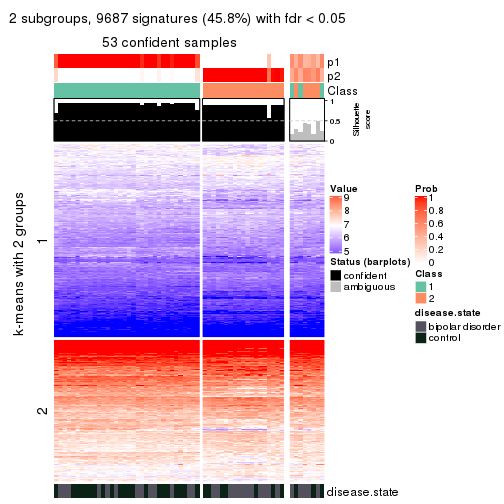 2 subgroups, 9687 signatures (45.8%) with fdr < 0.05
53 confident samples
p1
p2
Class
1
0.5
0
Silhouette
score
k-means with 2 groups
1
2
Value
9
8
7
6
5
Status (barplots)
confident
ambiguous
Prob
1
0.8
0.6
0.4
0.2
0
Class
1
2
disease.state
bipolar disorder
control
disease.state